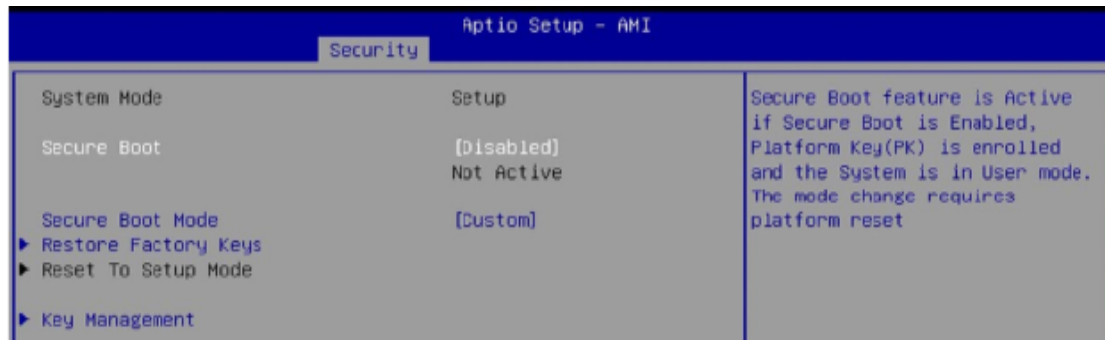 Aptio Setup - AMI
Security
System Mode Setup
Secure Boot [Disabled]
Not Active
Secure Boot Mode [Custom]
Restore Factory Keys
Reset To Setup Mode
Key Management
Secure Boot feature is Active
if Secure Boot is Enabled,
Platform Key(PK) is enrolled
and the System is in User mode.
The mode change requires
platform reset